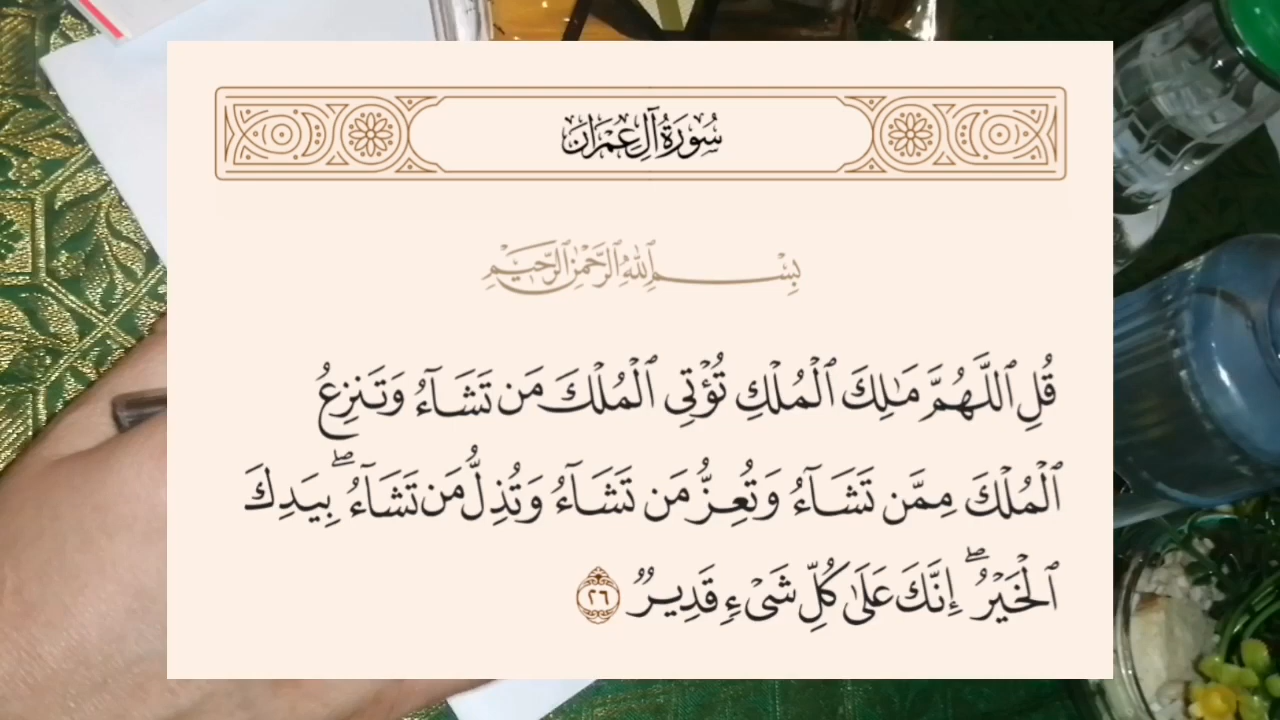 سُورَةُ آلِ عِمْرَان
بِسْمِ ٱللَّهِ ٱلرَّحْمَٰنِ ٱلرَّحِيمِ
قُلِ ٱللَّهُمَّ مَٰلِكَ ٱلْمُلْكِ تُؤْتِى ٱلْمُلْكَ مَن تَشَآءُ وَتَنزِعُ
ٱلْمُلْكَ مِمَّن تَشَآءُ وَتُعِزُّ مَن تَشَآءُ وَتُذِلُّ مَن تَشَآءُ ۖ بِيَدِكَ
ٱلْخَيْرُ ۖ إِنَّكَ عَلَىٰ كُلِّ شَىْءٍ قَدِيرٌ ٢٦